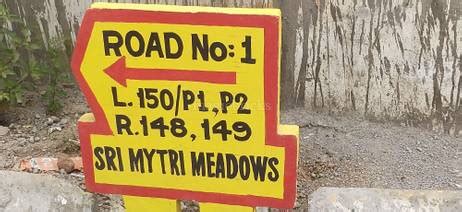 ROAD No: 1
L. 150/P1, P2
R. 148, 149
SRI MYTRI MEADOWS